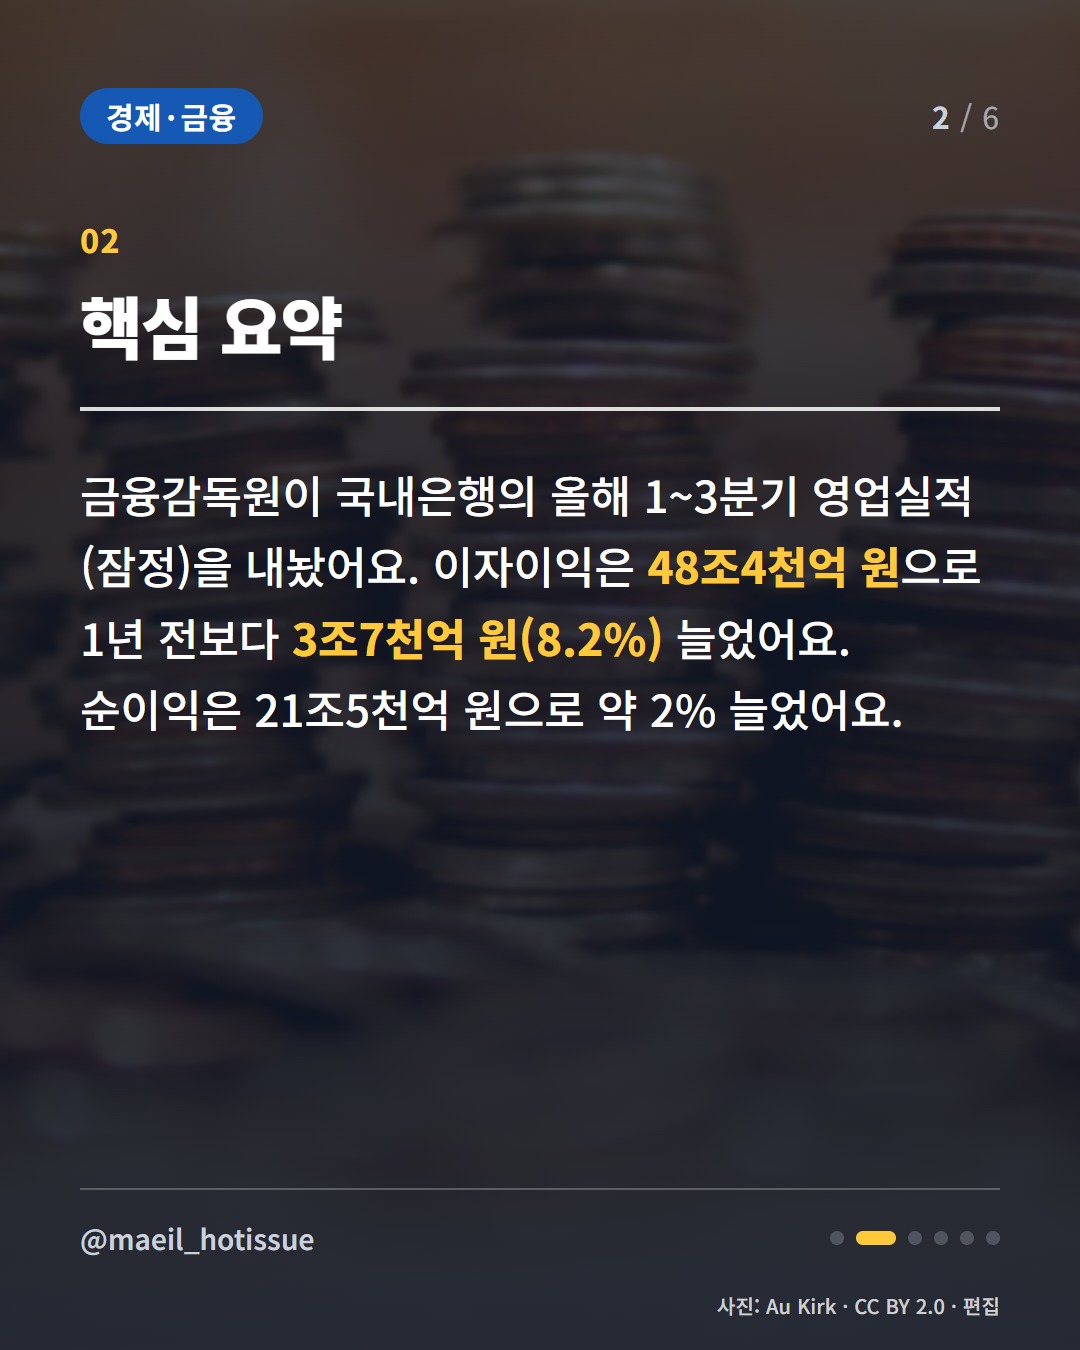 경제·금융
2 / 6
02
핵심 요약
금융감독원이 국내은행의 올해 1~3분기 영업실적
(잠정)을 내놨어요. 이자이익은 48조4천억 원으로
1년 전보다 3조7천억 원(8.2%) 늘었어요.
순이익은 21조5천억 원으로 약 2% 늘었어요.
@maeil_hotissue
사진: Au Kirk · CC BY 2.0 · 편집